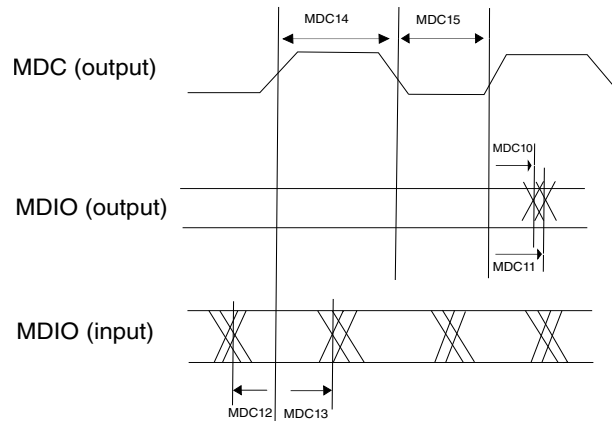 MDC14
MDC15
MDC (output)
MDC10
MDIO (output)
MDC11
MDIO (input)
MDC12
MDC13